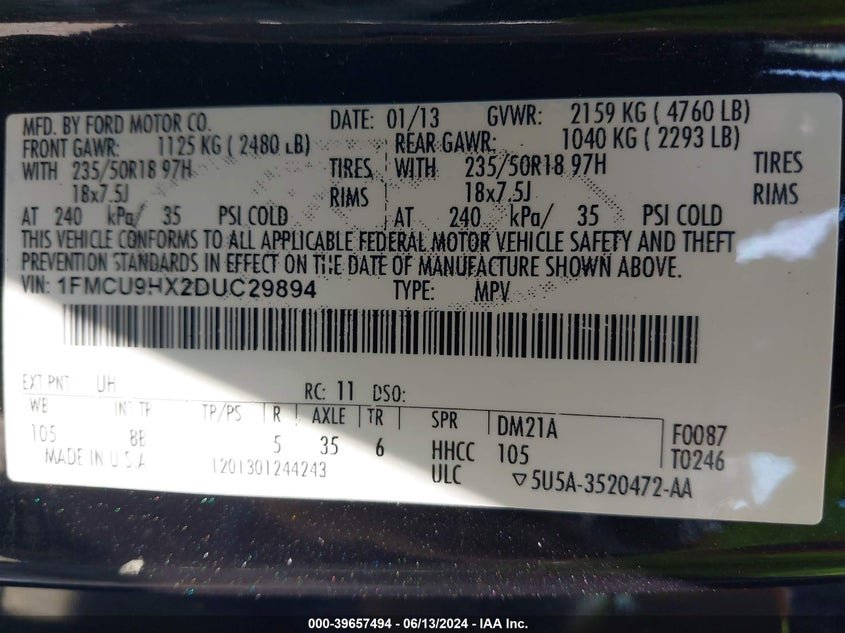 MFD. BY FORD MOTOR CO. DATE: 01/13 GVWR: 2159 KG ( 4760 LB)
FRONT GAWR: 1125 KG ( 2480 LB) REAR GAWR: 1040 KG ( 2293 LB)
WITH 235/50R18 97H TIRES WITH 235/50R18 97H TIRES
18x7.5J RIMS 18x7.5J RIMS
AT 240 kPa/ 35 PSI COLD AT 240 kPa/ 35 PSI COLD
THIS VEHICLE CONFORMS TO ALL APPLICABLE FEDERAL MOTOR VEHICLE SAFETY AND THEFT
PREVENTION STANDARDS IN EFFECT ON THE DATE OF MANUFACTURE SHOWN ABOVE.
VIN: 1FMCU9HX2DUC29894 TYPE: MPV
EXT PNT UH RC: 11 DSO:
WB INT TR TP/PS R AXLE TR SPR DM21A F0087
105 8B 5 35 6 HHCC 105 T0246
MADE IN U.S.A 1201301244243 ULC ▽5U5A-3520472-AA
000-39657494 - 06/13/2024 - IAA Inc.